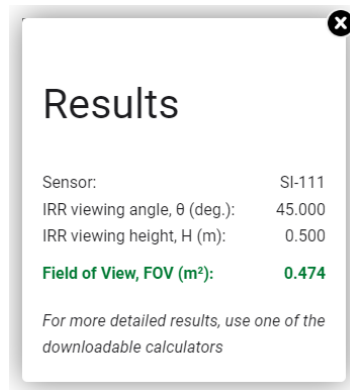 Results
Sensor: SI-111
IRR viewing angle, θ (deg.): 45.000
IRR viewing height, H (m): 0.500
Field of View, FOV (m²): 0.474
For more detailed results, use one of the
downloadable calculators